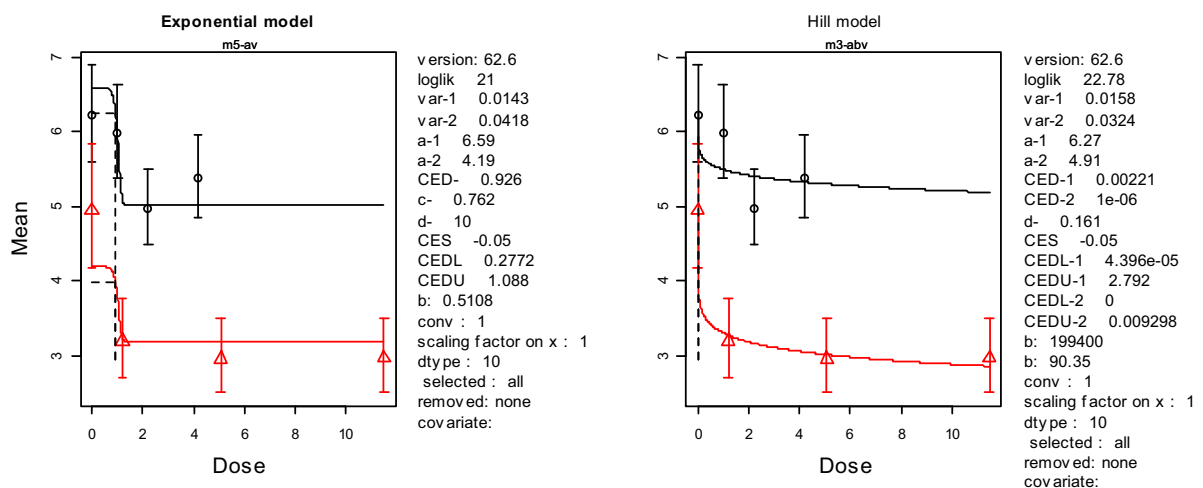 Exponential model
m5-av
7
6
5
4
3
Mean
0 2 4 6 8 10
Dose
version: 62.6
loglik 21
var-1 0.0143
var-2 0.0418
a-1 6.59
a-2 4.19
CED- 0.926
c- 0.762
d- 10
CES -0.05
CEDL 0.2772
CEDU 1.088
b: 0.5108
conv : 1
scaling factor on x : 1
dtype : 10
selected : all
removed: none
covariate:
Hill model
m3-abv
7
6
5
4
3
0 2 4 6 8 10
Dose
version: 62.6
loglik 22.78
var-1 0.0158
var-2 0.0324
a-1 6.27
a-2 4.91
CED-1 0.00221
CED-2 1e-06
d- 0.161
CES -0.05
CEDL-1 4.396e-05
CEDU-1 2.792
CEDL-2 0
CEDU-2 0.009298
b: 199400
b: 90.35
conv : 1
scaling factor on x : 1
dtype : 10
selected : all
removed: none
covariate: